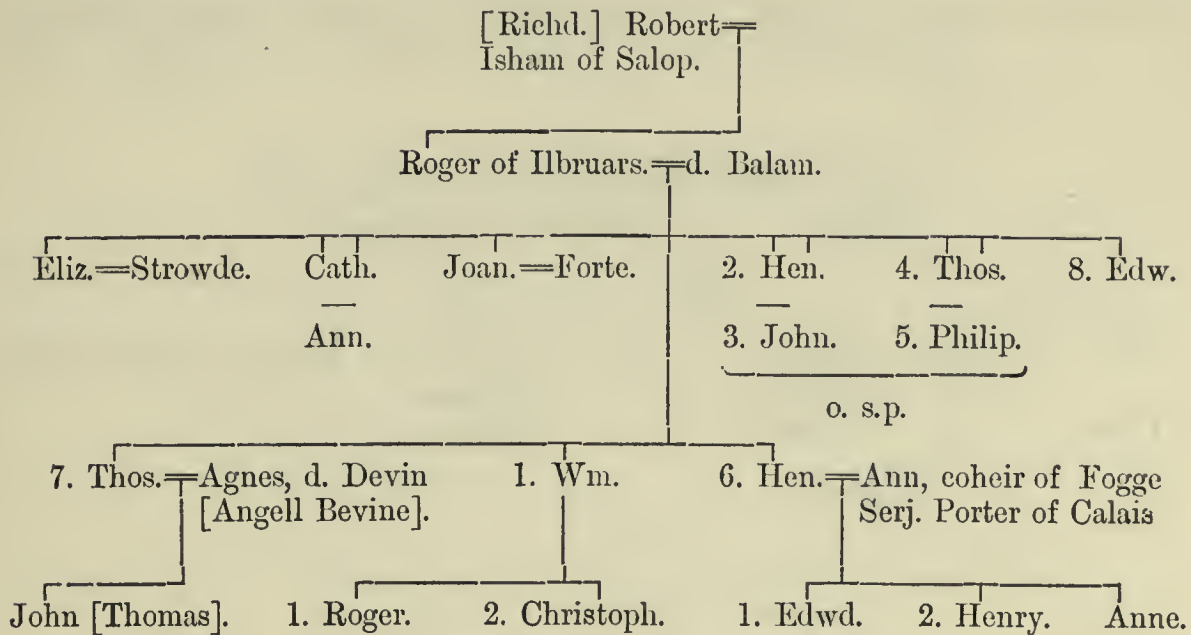 [Richd.] Robert
Isham of Salop.
Roger of Ilbruars. d. Balam.
Eliz. Strowde. Cath. Joan. Forte. 2. Hen. 4. Thos. 8. Edw.
Ann. 3. John. 5. Philip.
o. s.p.
7. Thos. Agnes, d. Devin 1. Wm. 6. Hen. Ann, coheir of Fogge
[Angell Bevine]. Serj. Porter of Calais
John [Thomas]. 1. Roger. 2. Christoph. 1. Edwd. 2. Henry. Anne.